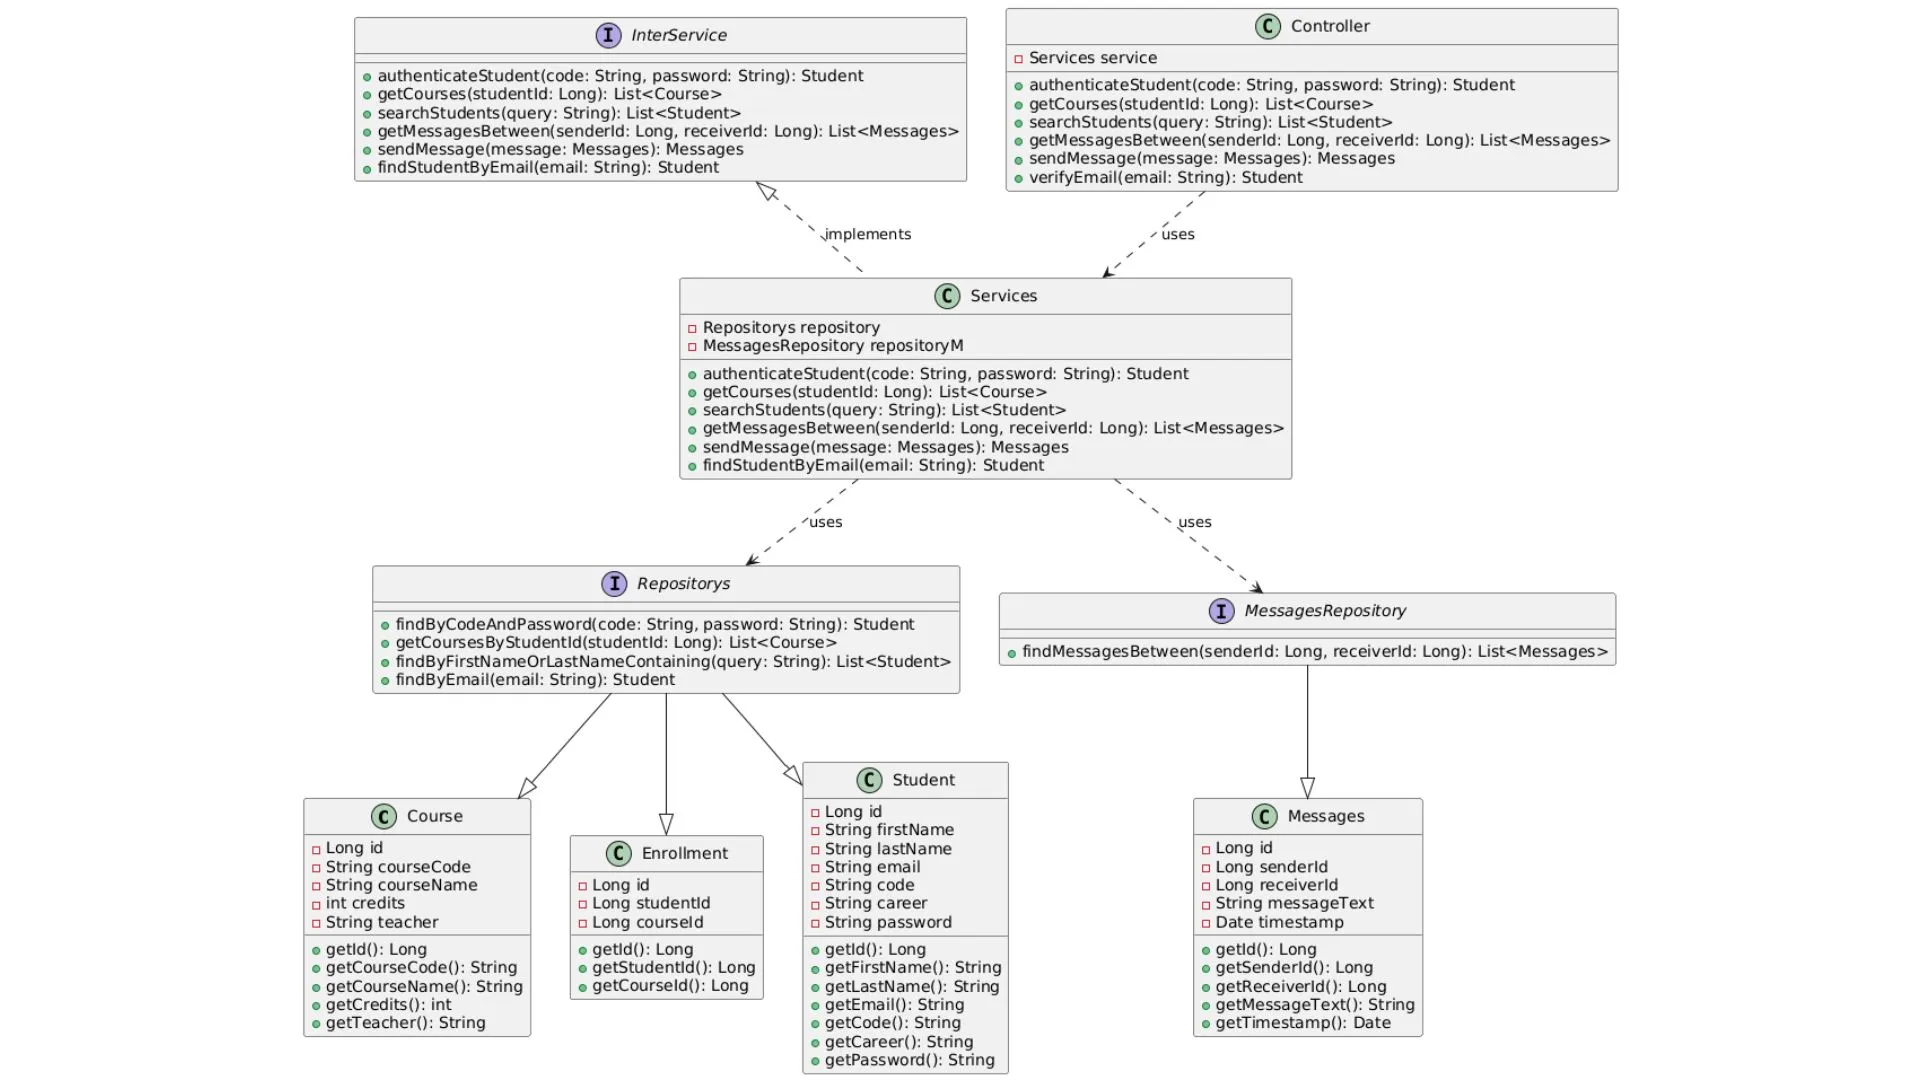 I InterService
authenticateStudent(code: String, password: String): Student
getCourses(studentId: Long): List<Course>
searchStudents(query: String): List<Student>
getMessagesBetween(senderId: Long, receiverId: Long): List<Messages>
sendMessage(message: Messages): Messages
findStudentByEmail(email: String): Student
C Controller
Services service
authenticateStudent(code: String, password: String): Student
getCourses(studentId: Long): List<Course>
searchStudents(query: String): List<Student>
getMessagesBetween(senderId: Long, receiverId: Long): List<Messages>
sendMessage(message: Messages): Messages
verifyEmail(email: String): Student
implements
uses
C Services
Repositorys repository
MessagesRepository repositoryM
authenticateStudent(code: String, password: String): Student
getCourses(studentId: Long): List<Course>
searchStudents(query: String): List<Student>
getMessagesBetween(senderId: Long, receiverId: Long): List<Messages>
sendMessage(message: Messages): Messages
findStudentByEmail(email: String): Student
uses
uses
I Repositorys
findByCodeAndPassword(code: String, password: String): Student
getCoursesByStudentId(studentId: Long): List<Course>
findByFirstNameOrLastNameContaining(query: String): List<Student>
findByEmail(email: String): Student
I MessagesRepository
findMessagesBetween(senderId: Long, receiverId: Long): List<Messages>
C Course
Long id
String courseCode
String courseName
int credits
String teacher
getId(): Long
getCourseCode(): String
getCourseName(): String
getCredits(): int
getTeacher(): String
C Enrollment
Long id
Long studentId
Long courseId
getId(): Long
getStudentId(): Long
getCourseId(): Long
C Student
Long id
String firstName
String lastName
String email
String code
String career
String password
getId(): Long
getFirstName(): String
getLastName(): String
getEmail(): String
getCode(): String
getCareer(): String
getPassword(): String
C Messages
Long id
Long senderId
Long receiverId
String messageText
Date timestamp
getId(): Long
getSenderId(): Long
getReceiverId(): Long
getMessageText(): String
getTimestamp(): Date